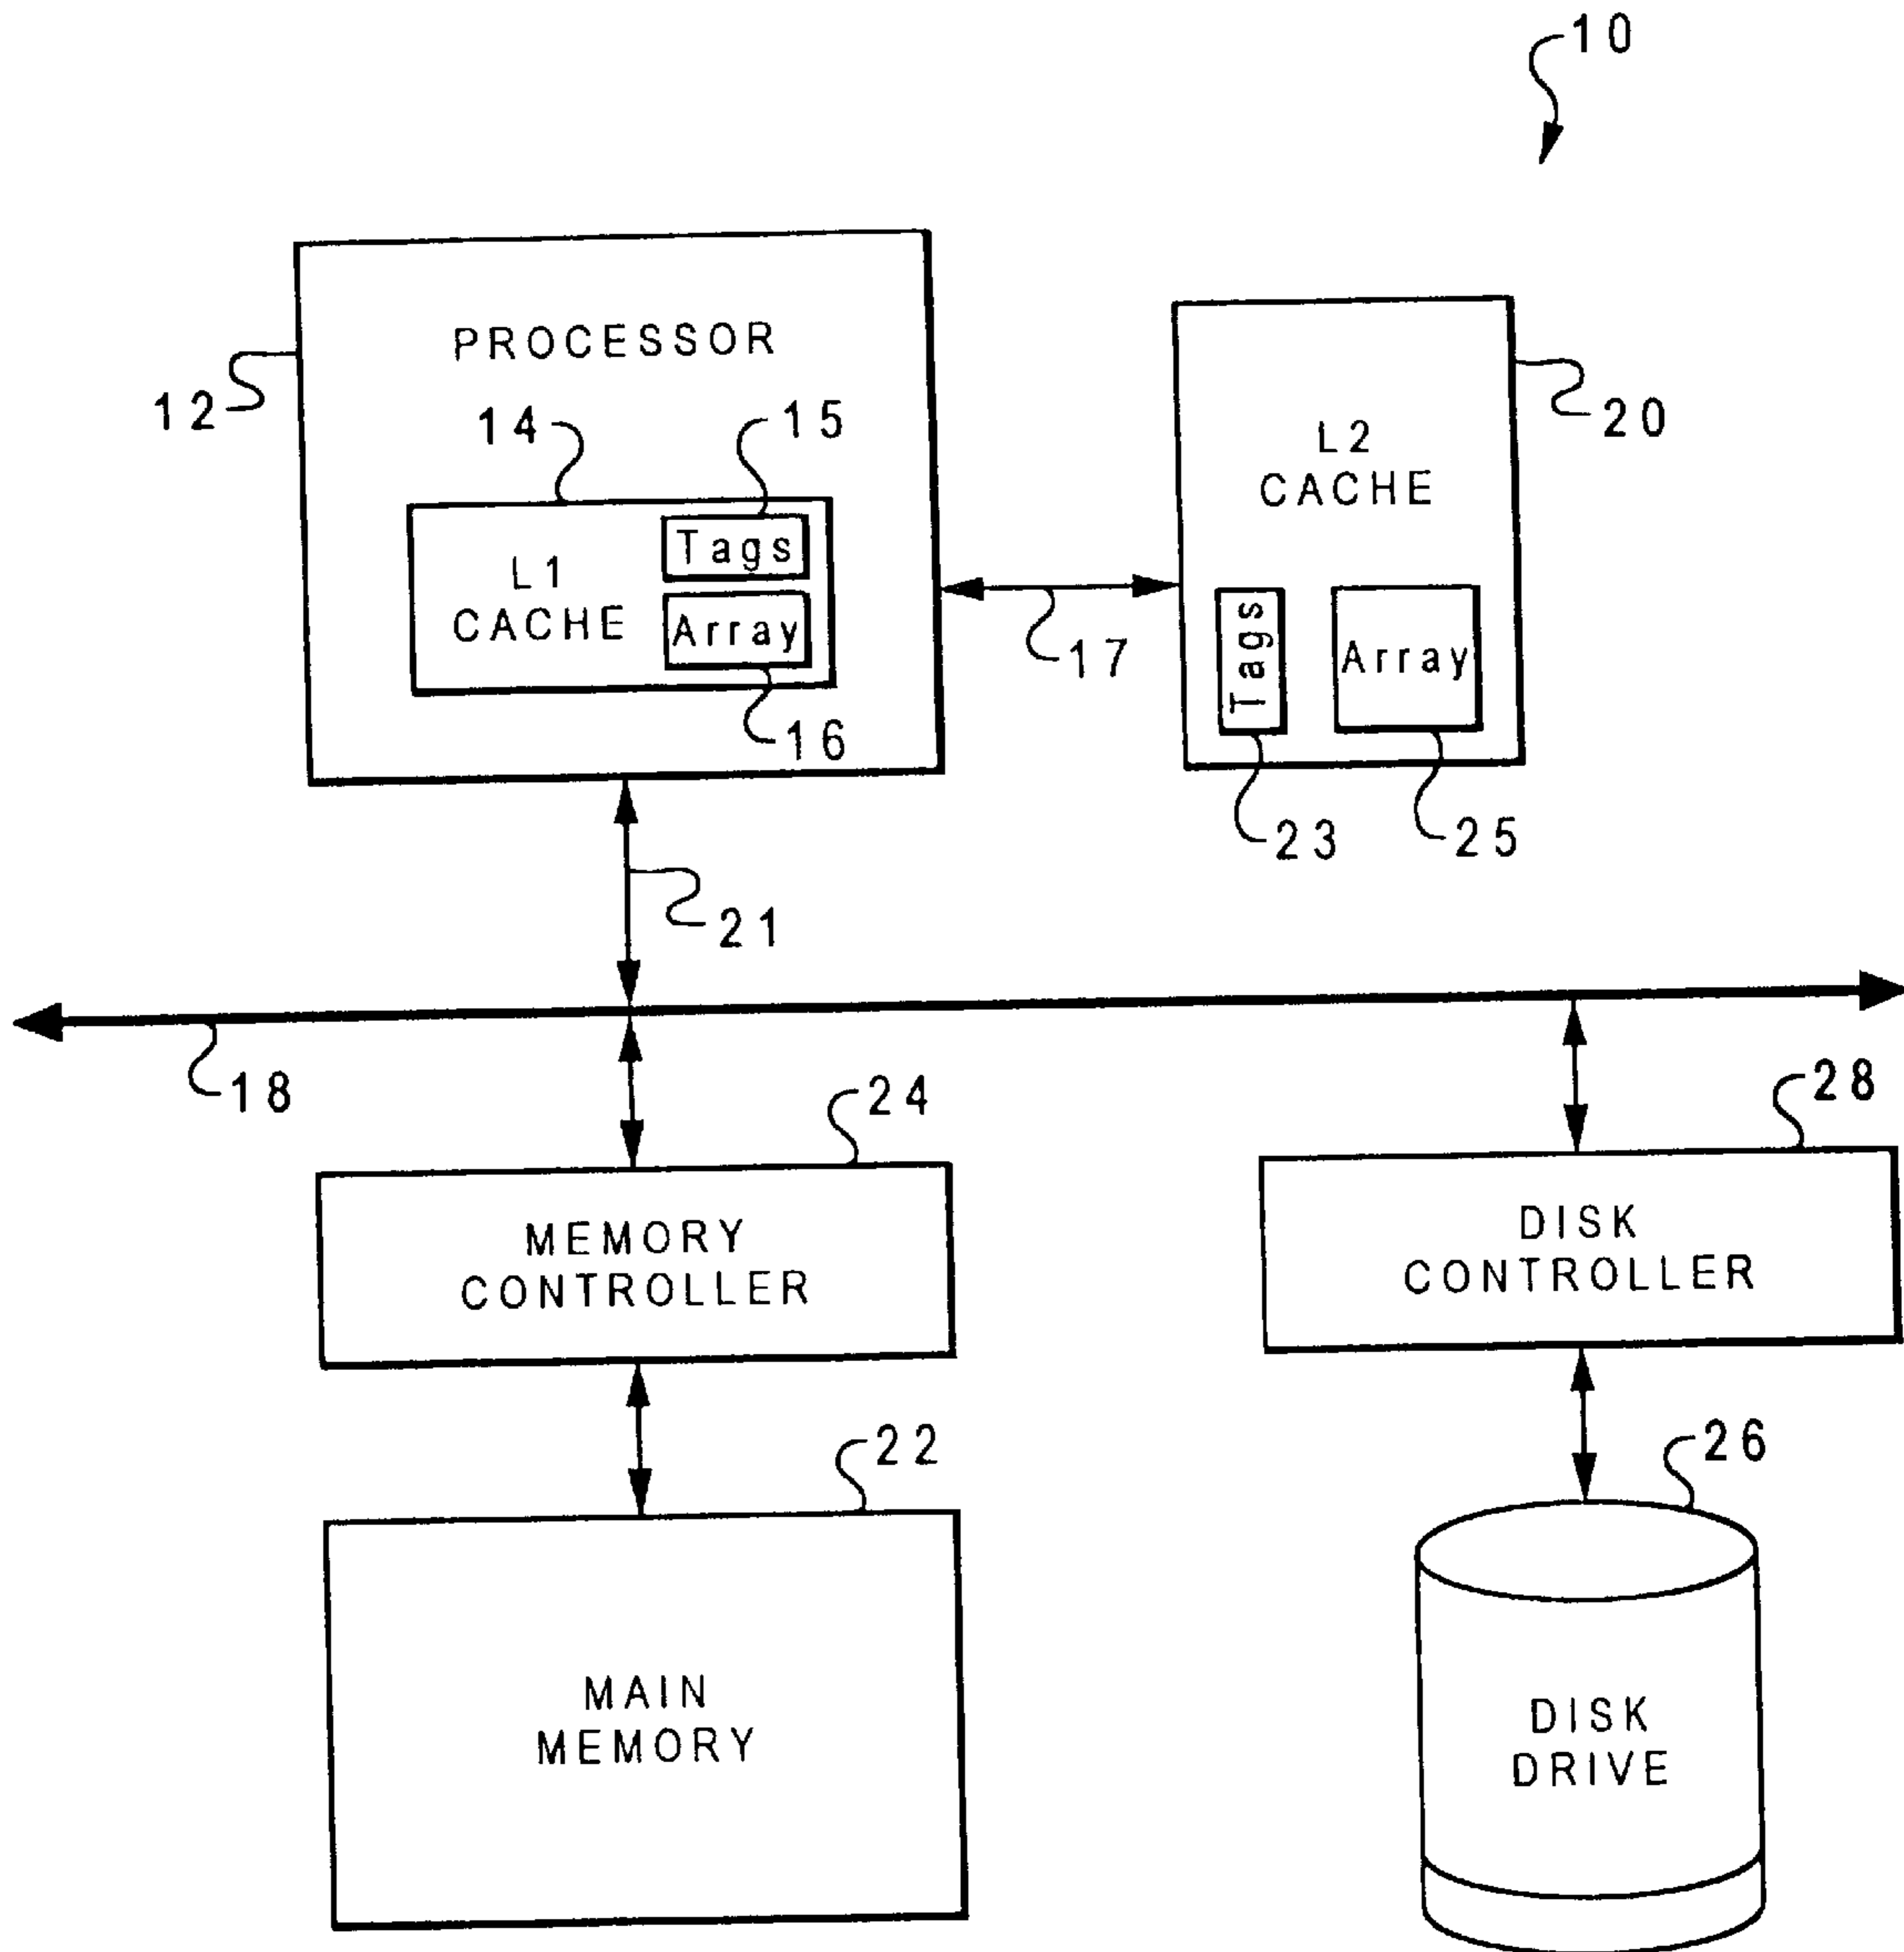 10
PROCESSOR
12
14
15
Tags
L1
CACHE
Array
16
17
L2
CACHE
20
Tags
Array
23
25
21
18
24
MEMORY
CONTROLLER
28
DISK
CONTROLLER
22
MAIN
MEMORY
26
DISK
DRIVE